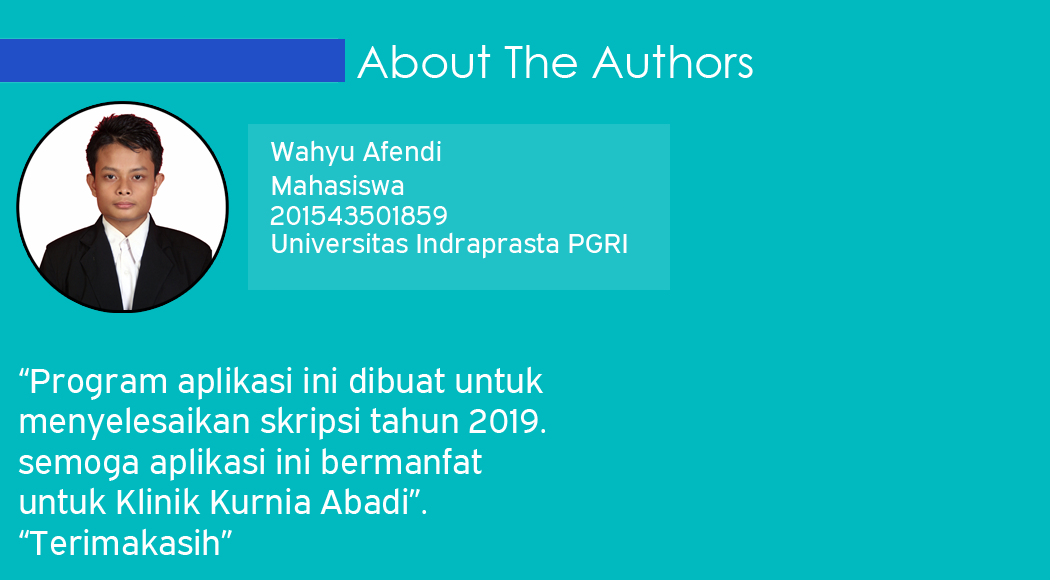 About The Authors
Wahyu Afendi
Mahasiswa
201543501859
Universitas Indraprasta PGRI
“Program aplikasi ini dibuat untuk
menyelesaikan skripsi tahun 2019.
semoga aplikasi ini bermanfat
untuk Klinik Kurnia Abadi”.
“Terimakasih”